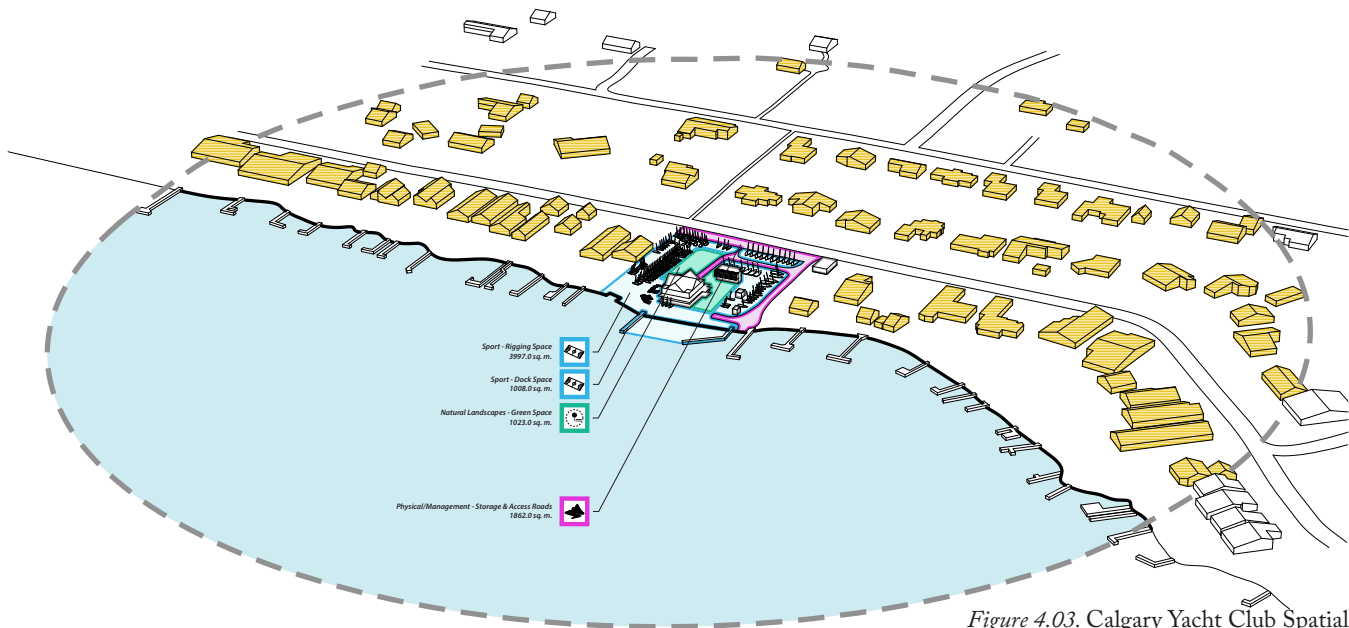 Sport - Rigging Space
3997.0 sq. m.
Sport - Dock Space
1008.0 sq. m.
Natural Landscapes - Green Space
1023.0 sq. m.
Physical/Management - Storage & Access Roads
1862.0 sq. m.
Figure 4.03. Calgary Yacht Club Spatial